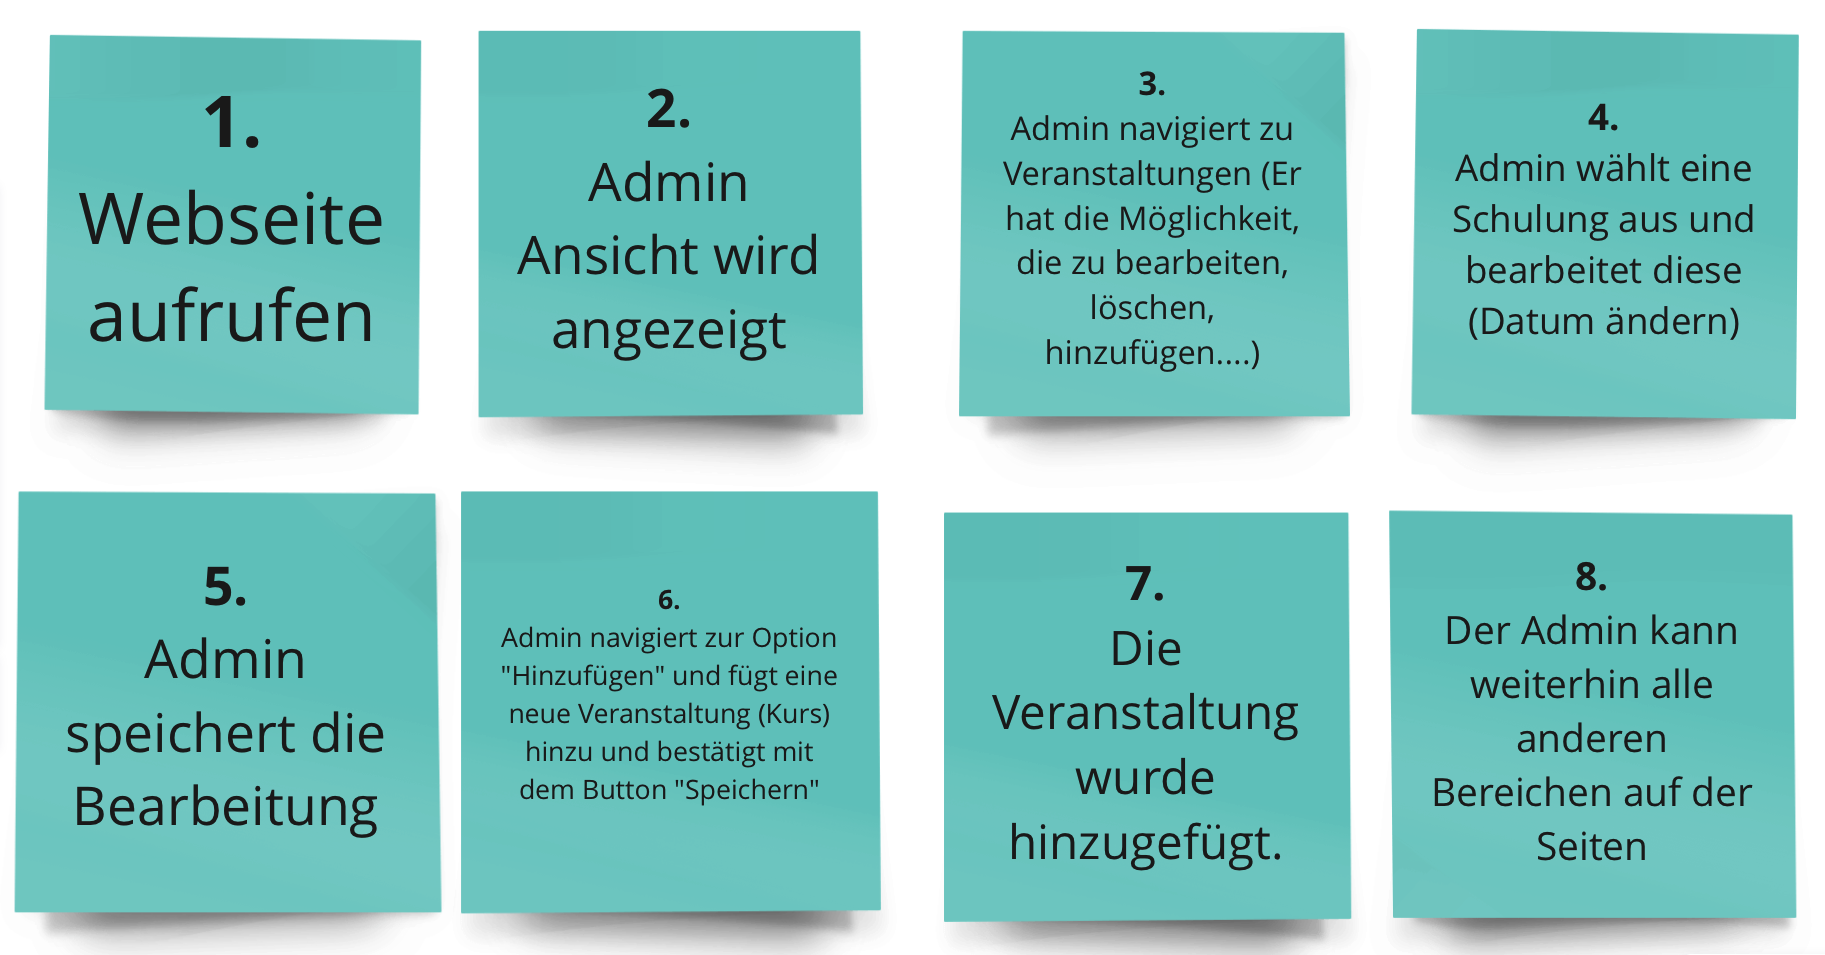 1.
Webseite
aufrufen
2.
Admin
Ansicht wird
angezeigt
3.
Admin navigiert zu
Veranstaltungen (Er
hat die Möglichkeit,
die zu bearbeiten,
löschen,
hinzufügen....)
4.
Admin wählt eine
Schulung aus und
bearbeitet diese
(Datum ändern)
5.
Admin
speichert die
Bearbeitung
6.
Admin navigiert zur Option
"Hinzufügen" und fügt eine
neue Veranstaltung (Kurs)
hinzu und bestätigt mit
dem Button "Speichern"
7.
Die
Veranstaltung
wurde
hinzugefügt.
8.
Der Admin kann
weiterhin alle
anderen
Bereichen auf der
Seiten